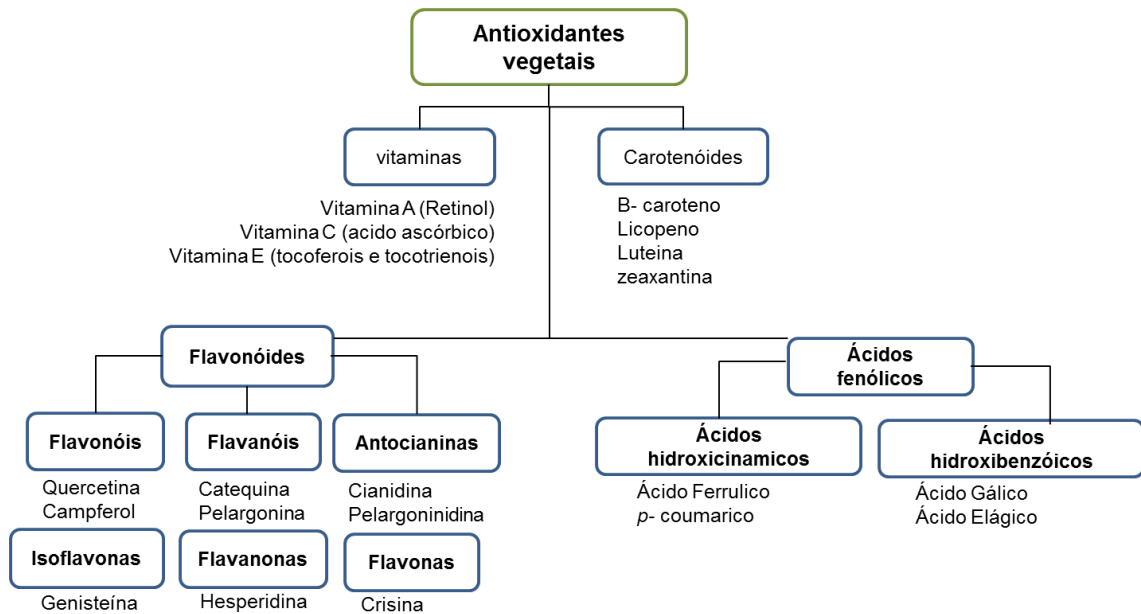 Antioxidantes
vegetais
vitaminas
Carotenóides
Vitamina A (Retinol)
Vitamina C (acido ascórbico)
Vitamina E (tocoferois e tocotrienois)
B- caroteno
Licopeno
Luteina
zeaxantina
Flavonóides
Ácidos
fenólicos
Flavonóis
Flavanóis
Antocianinas
Quercetina
Campferol
Catequina
Pelargonina
Cianidina
Pelargoninidina
Isoflavonas
Flavanonas
Flavonas
Genisteína
Hesperidina
Crisina
Ácidos
hidroxicinamicos
Ácidos
hidroxibenzóicos
Ácido Ferrulico
p- coumarico
Ácido Gálico
Ácido Elágico